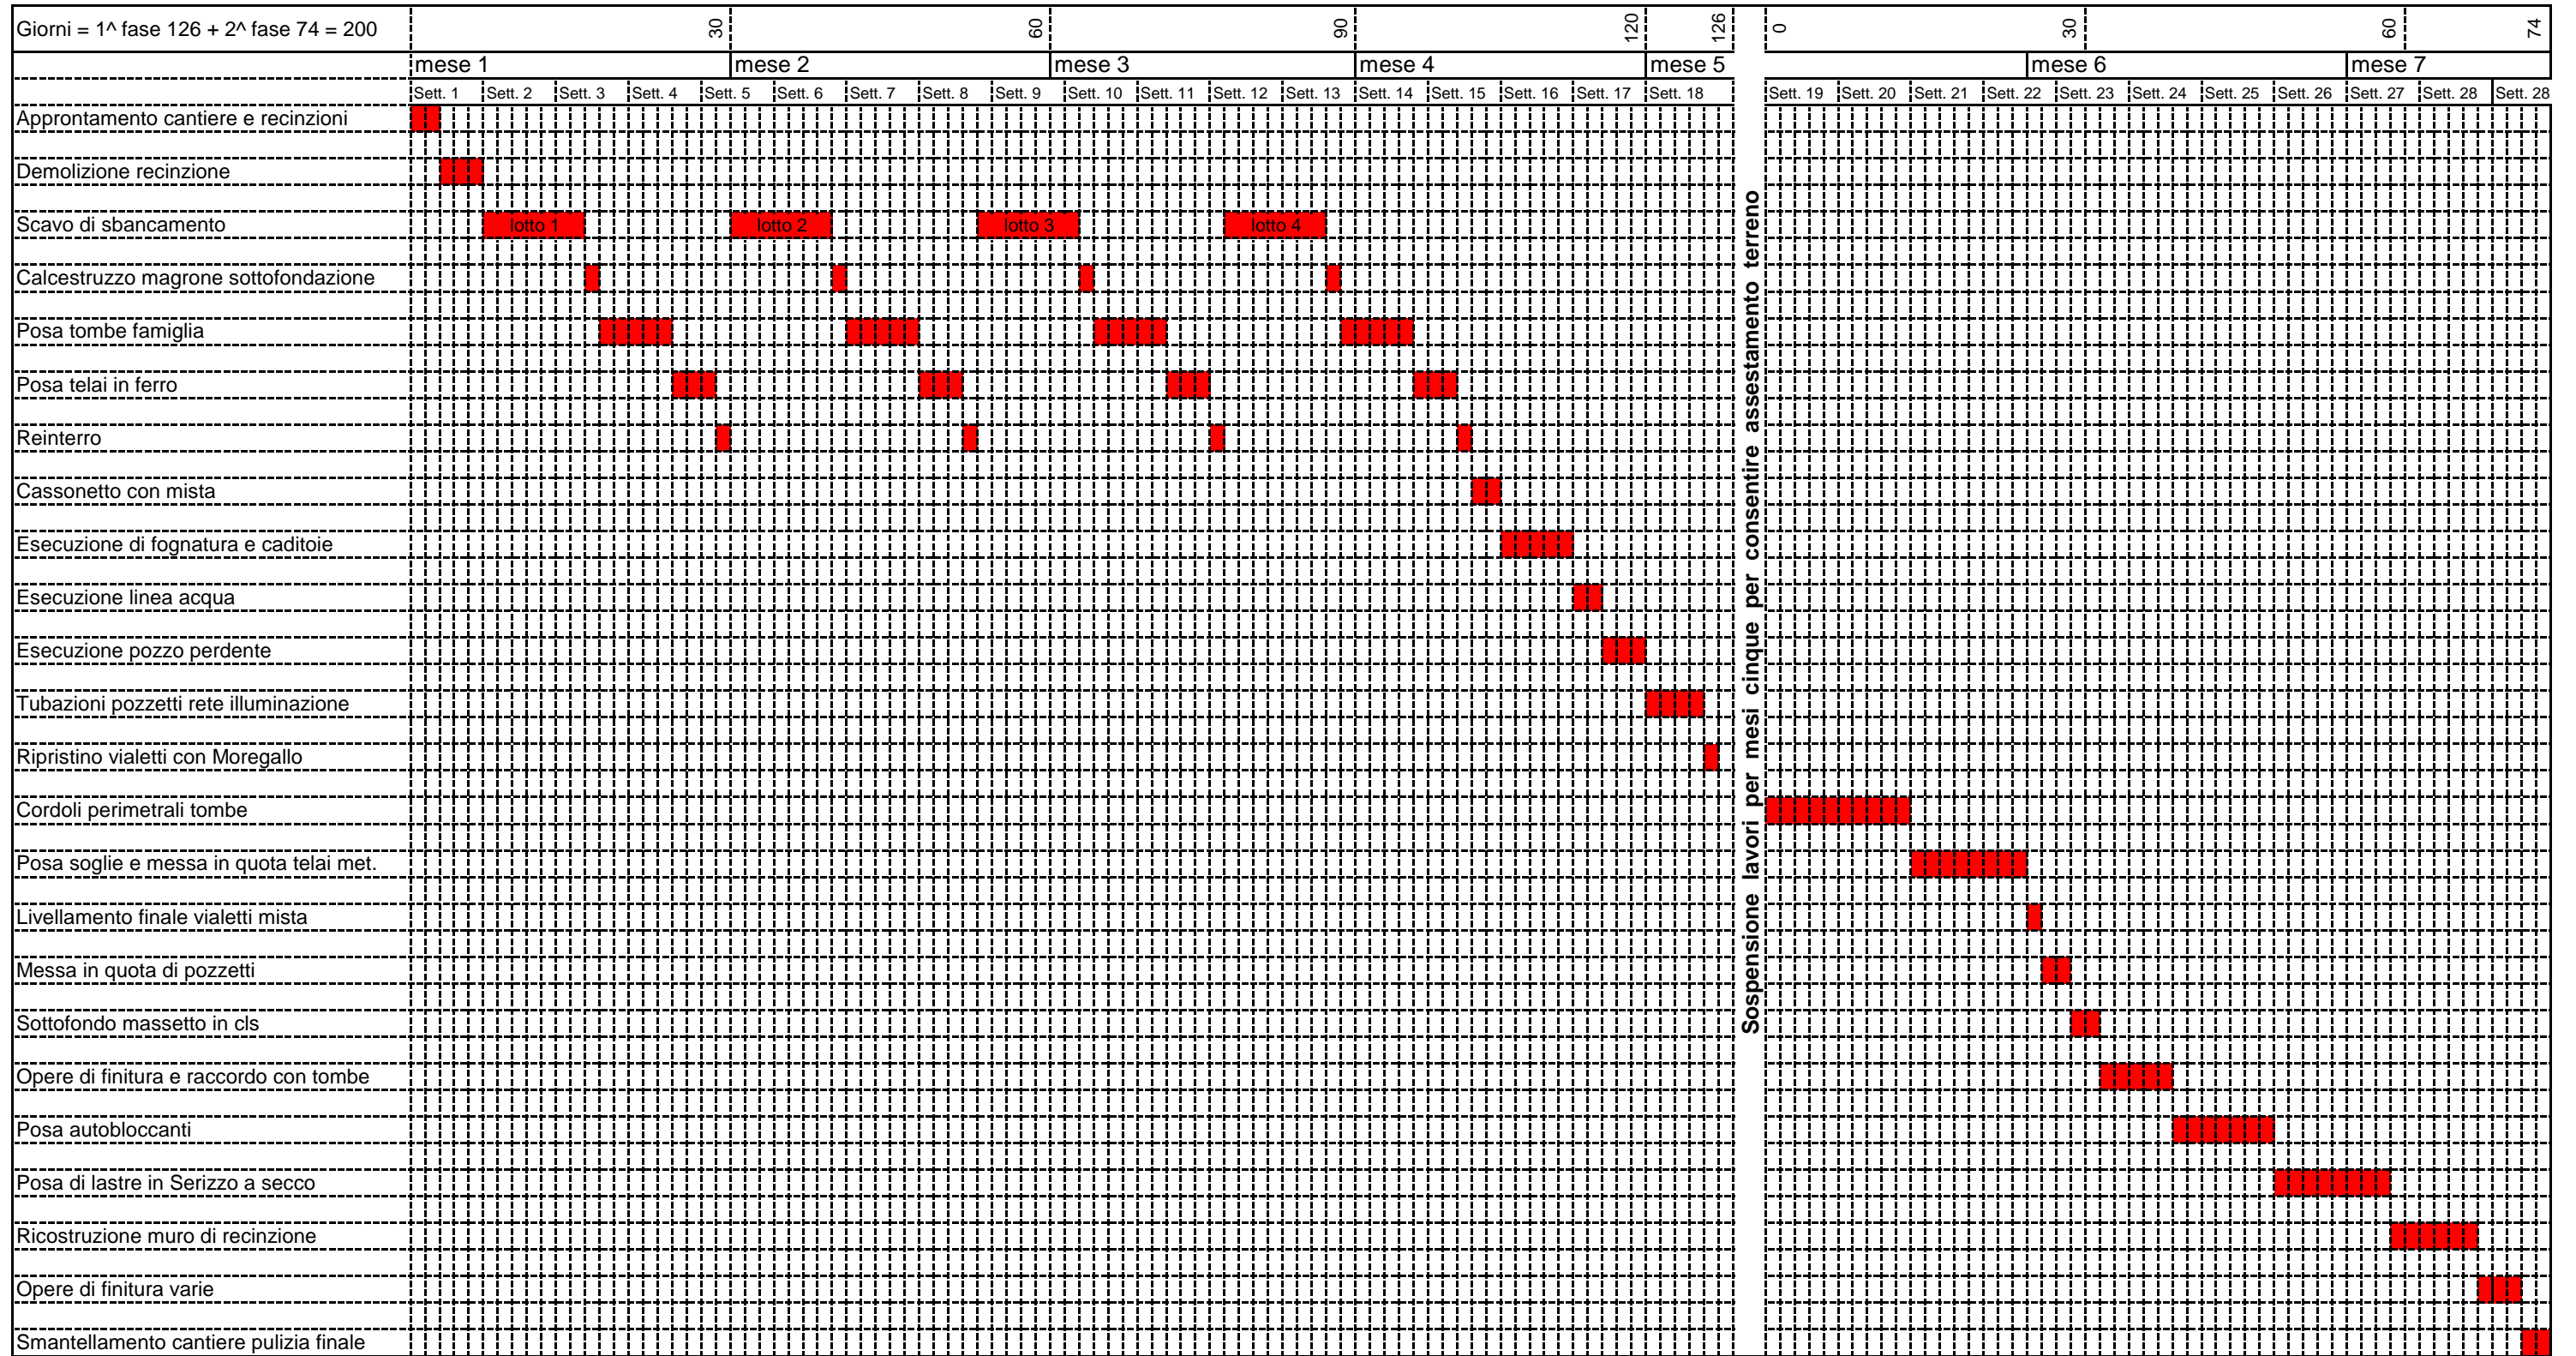 Giorni = 1^ fase 126 + 2^ fase 74 = 200
30
60
90
120
126
0
30
60
74
mese 1
mese 2
mese 3
mese 4
mese 5
mese 6
mese 7
Sett. 1
Sett. 2
Sett. 3
Sett. 4
Sett. 5
Sett. 6
Sett. 7
Sett. 8
Sett. 9
Sett. 10
Sett. 11
Sett. 12
Sett. 13
Sett. 14
Sett. 15
Sett. 16
Sett. 17
Sett. 18
Sett. 19
Sett. 20
Sett. 21
Sett. 22
Sett. 23
Sett. 24
Sett. 25
Sett. 26
Sett. 27
Sett. 28
Sett. 28
Approntamento cantiere e recinzioni
Demolizione recinzione
Scavo di sbancamento
lotto 1
lotto 2
lotto 3
lotto 4
Calcestruzzo magrone sottofondazione
Posa tombe famiglia
Posa telai in ferro
Reinterro
Cassonetto con mista
Esecuzione di fognatura e caditoie
Esecuzione linea acqua
Esecuzione pozzo perdente
Tubazioni pozzetti rete illuminazione
Ripristino vialetti con Moregallo
Cordoli perimetrali tombe
Posa soglie e messa in quota telai met.
Livellamento finale vialetti mista
Messa in quota di pozzetti
Sottofondo massetto in cls
Opere di finitura e raccordo con tombe
Posa autobloccanti
Posa di lastre in Serizzo a secco
Ricostruzione muro di recinzione
Opere di finitura varie
Smantellamento cantiere pulizia finale
Sospensione lavori per mesi cinque per consentire assestamento terreno